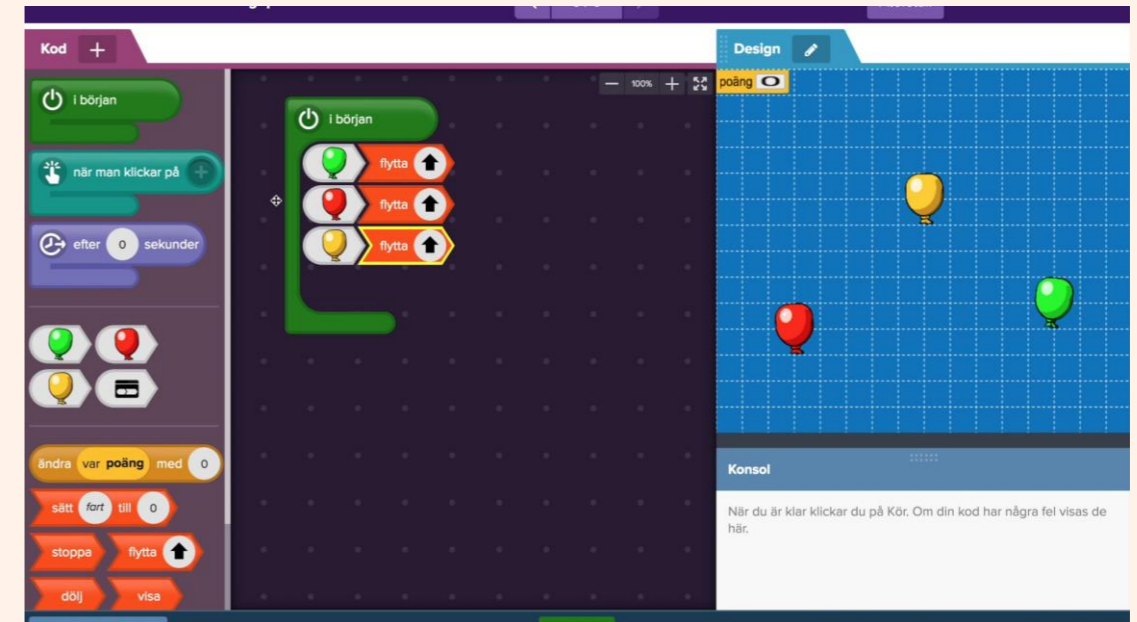 Kod +
Design
i början
när man klickar på +
efter 0 sekunder
ändra var poäng med 0
sätt fart till 0
stoppa flytta
dölj visa
i början
flytta
flytta
flytta
100%
poäng 0
Konsol
När du är klar klickar du på Kör. Om din kod har några fel visas de
här.